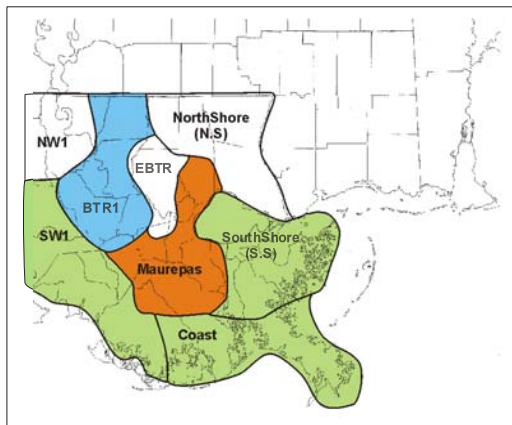 NorthShore
(N.S)
NW1
EBTR
BTR1
SW1
SouthShore
(S.S)
Maurepas
Coast